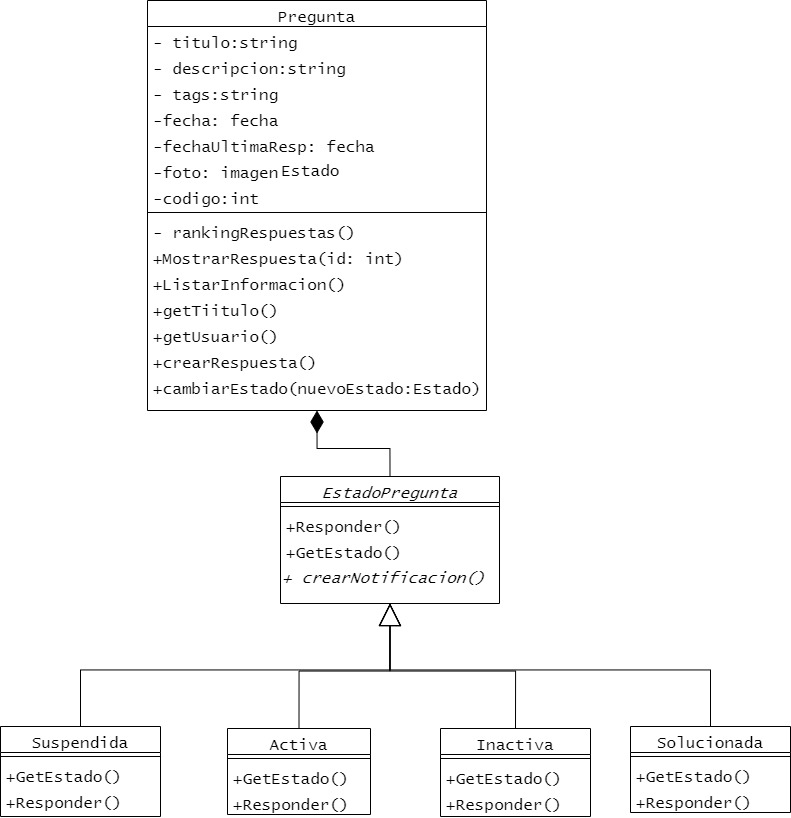 Pregunta
- titulo:string
- descripcion:string
- tags:string
-fecha: fecha
-fechaUltimaResp: fecha
-foto: imagen Estado
-codigo:int
- rankingRespuestas()
+MostrarRespuesta(id: int)
+ListarInformacion()
+getTiitulo()
+getUsuario()
+crearRespuesta()
+cambiarEstado(nuevoEstado:Estado)
EstadoPregunta
+Responder()
+GetEstado()
+ crearNotificacion()
Suspendida
+GetEstado()
+Responder()
Activa
+GetEstado()
+Responder()
Inactiva
+GetEstado()
+Responder()
Solucionada
+GetEstado()
+Responder()